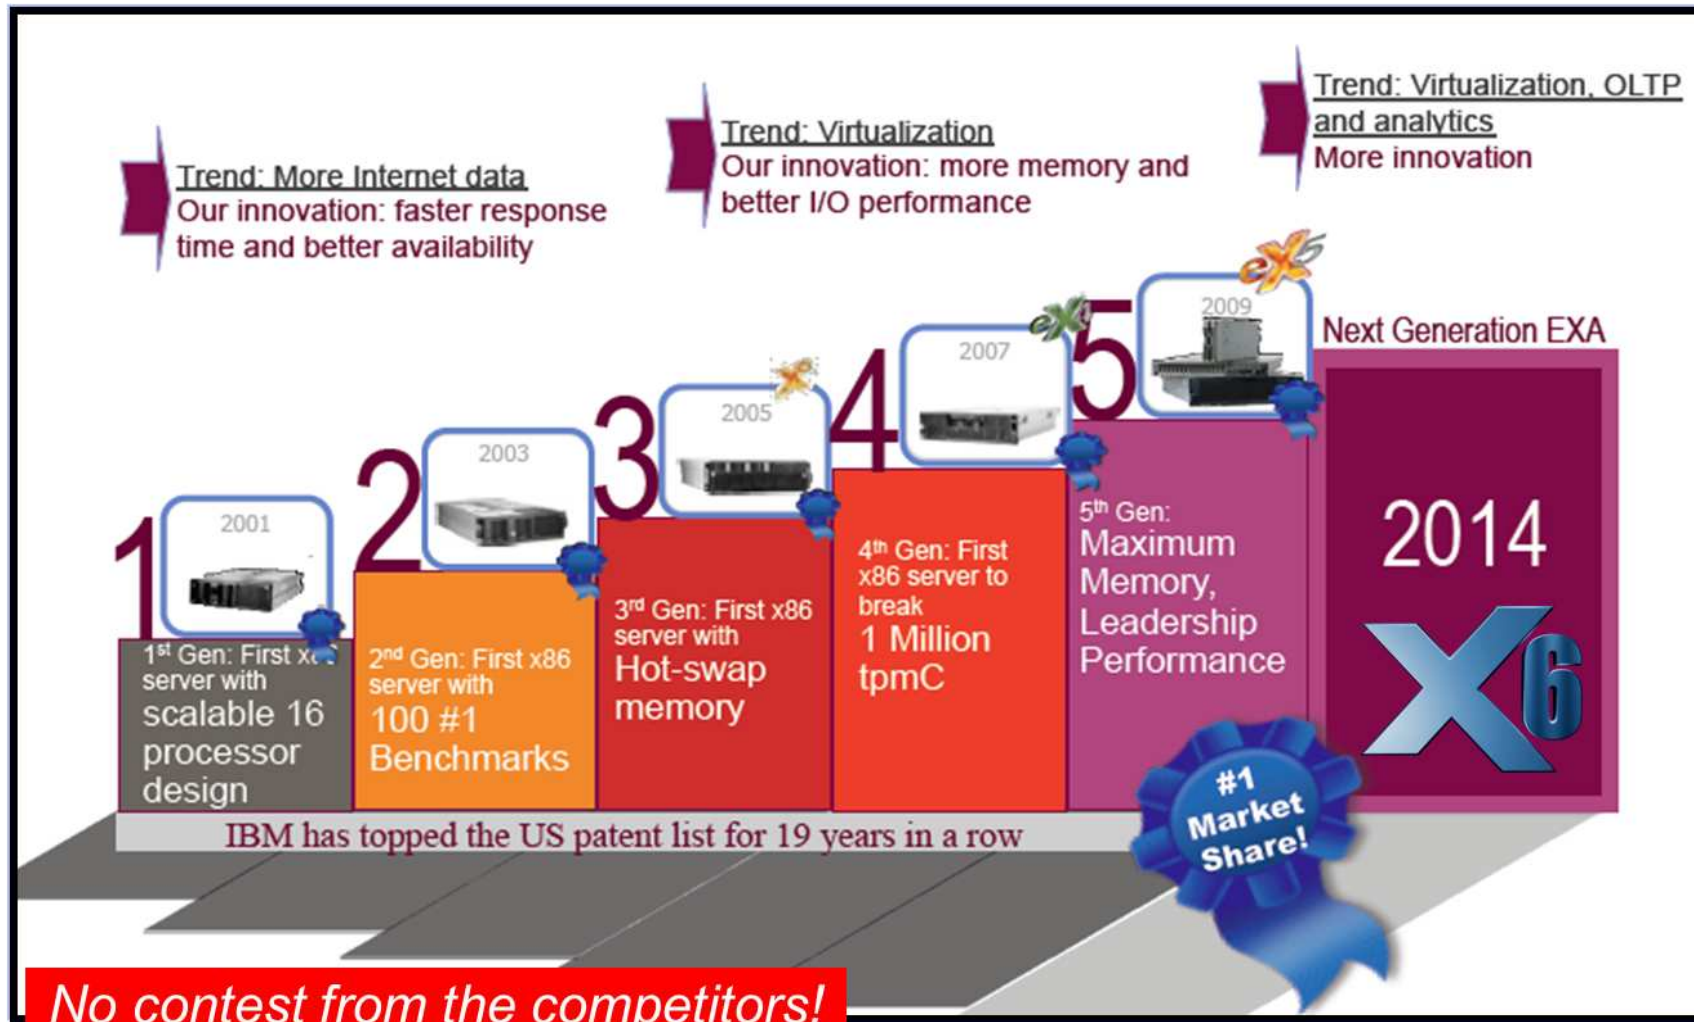 Trend: More Internet data
Our innovation: faster response
time and better availability
Trend: Virtualization
Our innovation: more memory and
better I/O performance
Trend: Virtualization, OLTP
and analytics
More innovation
1
2001
1st Gen: First x86
server with
scalable 16
processor
design
2
2003
2nd Gen: First x86
server with
100 #1
Benchmarks
3
2005
3rd Gen: First x86
server with
Hot-swap
memory
4
2007
eX4
4th Gen: First
x86 server to
break
1 Million
tpmC
5
2009
eX5
5th Gen:
Maximum
Memory,
Leadership
Performance
Next Generation EXA
2014
X6
#1
Market
Share!
IBM has topped the US patent list for 19 years in a row
No contest from the competitors!